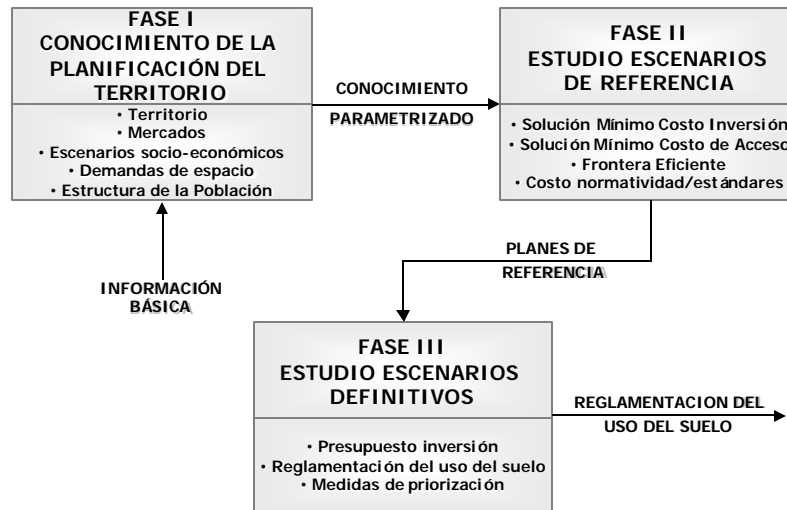 FASE I
CONOCIMIENTO DE LA
PLANIFICACIÓN DEL
TERRITORIO
• Territorio
• Mercados
• Escenarios socio-económicos
• Demandas de espacio
• Estructura de la Población
CONOCIMIENTO
PARAMETRIZADO
FASE II
ESTUDIO ESCENARIOS
DE REFERENCIA
• Solución Mínimo Costo Inversión
• Solución Mínimo Costo de Acceso
• Frontera Eficiente
• Costo normatividad/estándares
INFORMACIÓN
BÁSICA
PLANES DE
REFERENCIA
FASE III
ESTUDIO ESCENARIOS
DEFINITIVOS
• Presupuesto inversión
• Reglamentación del uso del suelo
• Medidas de priorización
REGLAMENTACION DEL
USO DEL SUELO